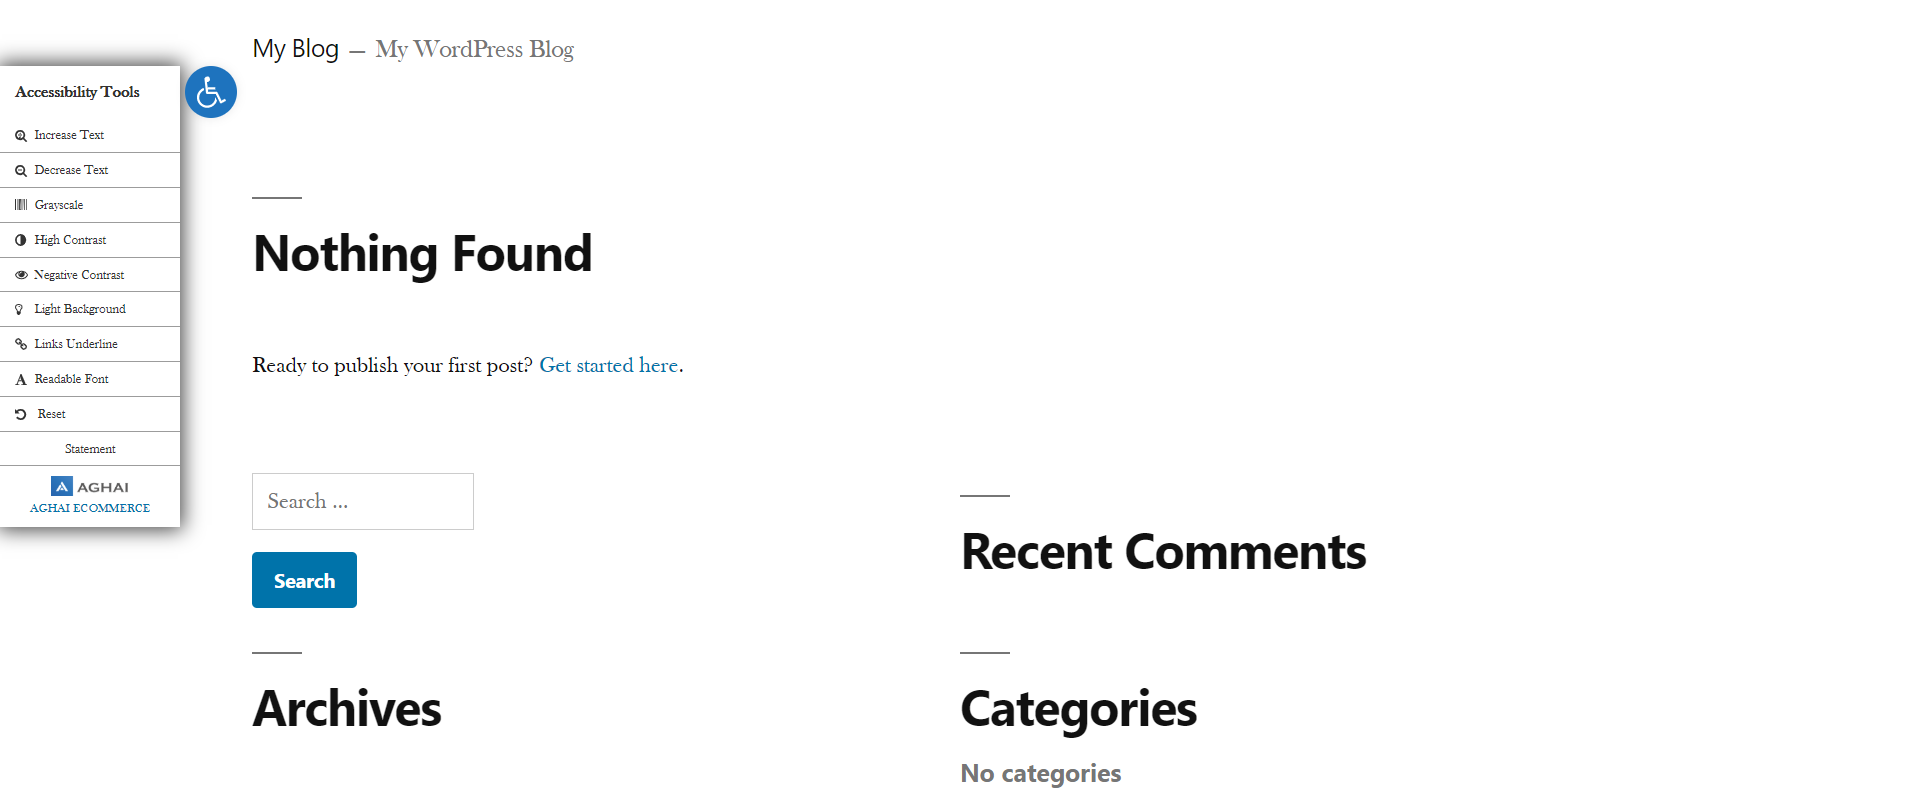 My Blog — My WordPress Blog
Accessibility Tools
Increase Text
Decrease Text
Grayscale
High Contrast
Negative Contrast
Light Background
Links Underline
Readable Font
Reset
Statement
AGHAI
AGHAI ECOMMERCE
Nothing Found
Ready to publish your first post? Get started here.
Search ...
Search
Recent Comments
Archives
Categories
No categories